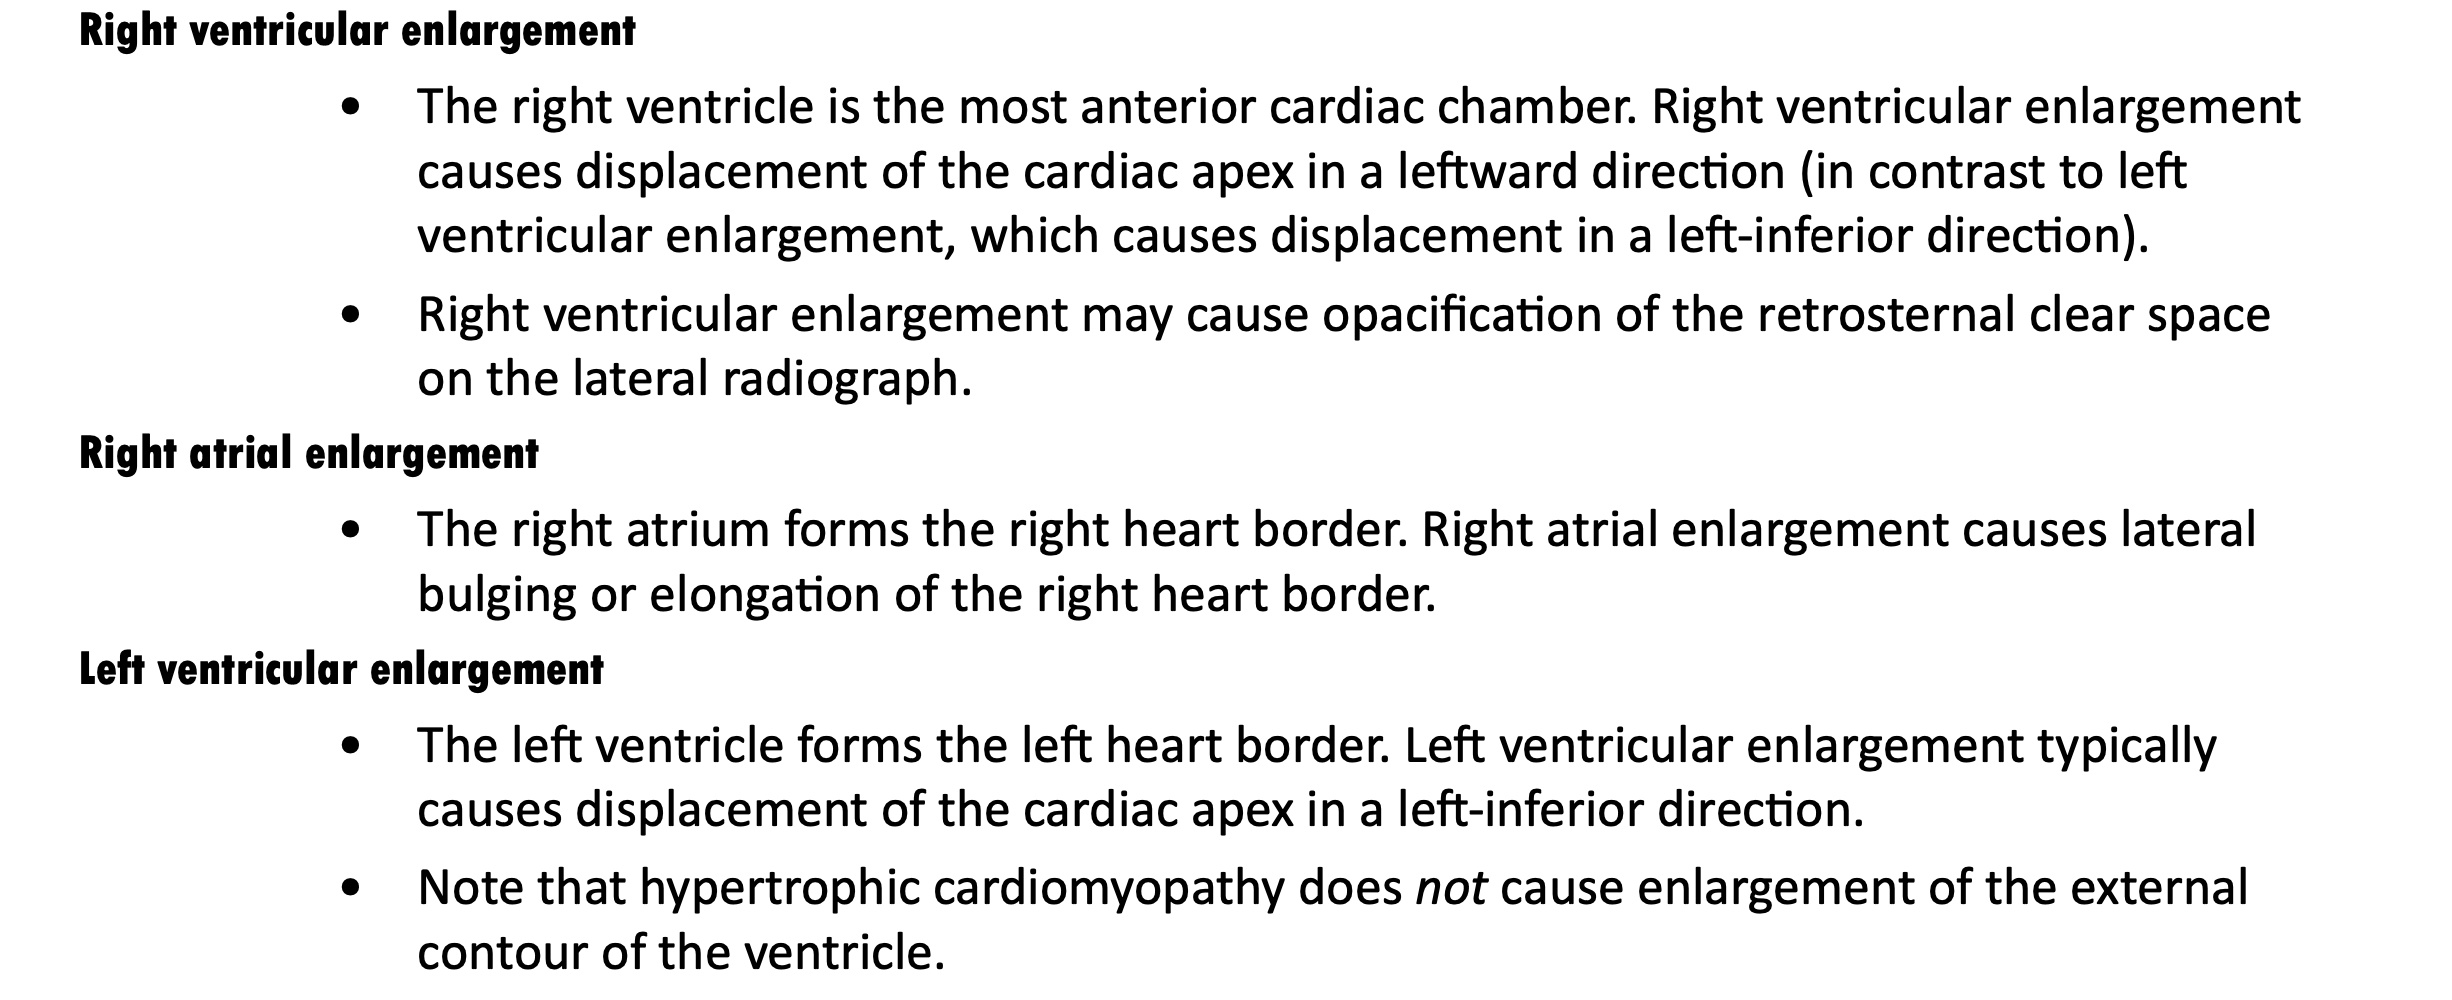 Right ventricular enlargement
• The right ventricle is the most anterior cardiac chamber. Right ventricular enlargement
causes displacement of the cardiac apex in a leftward direction (in contrast to left
ventricular enlargement, which causes displacement in a left-inferior direction).
• Right ventricular enlargement may cause opacification of the retrosternal clear space
on the lateral radiograph.
Right atrial enlargement
• The right atrium forms the right heart border. Right atrial enlargement causes lateral
bulging or elongation of the right heart border.
Left ventricular enlargement
• The left ventricle forms the left heart border. Left ventricular enlargement typically
causes displacement of the cardiac apex in a left-inferior direction.
• Note that hypertrophic cardiomyopathy does not cause enlargement of the external
contour of the ventricle.